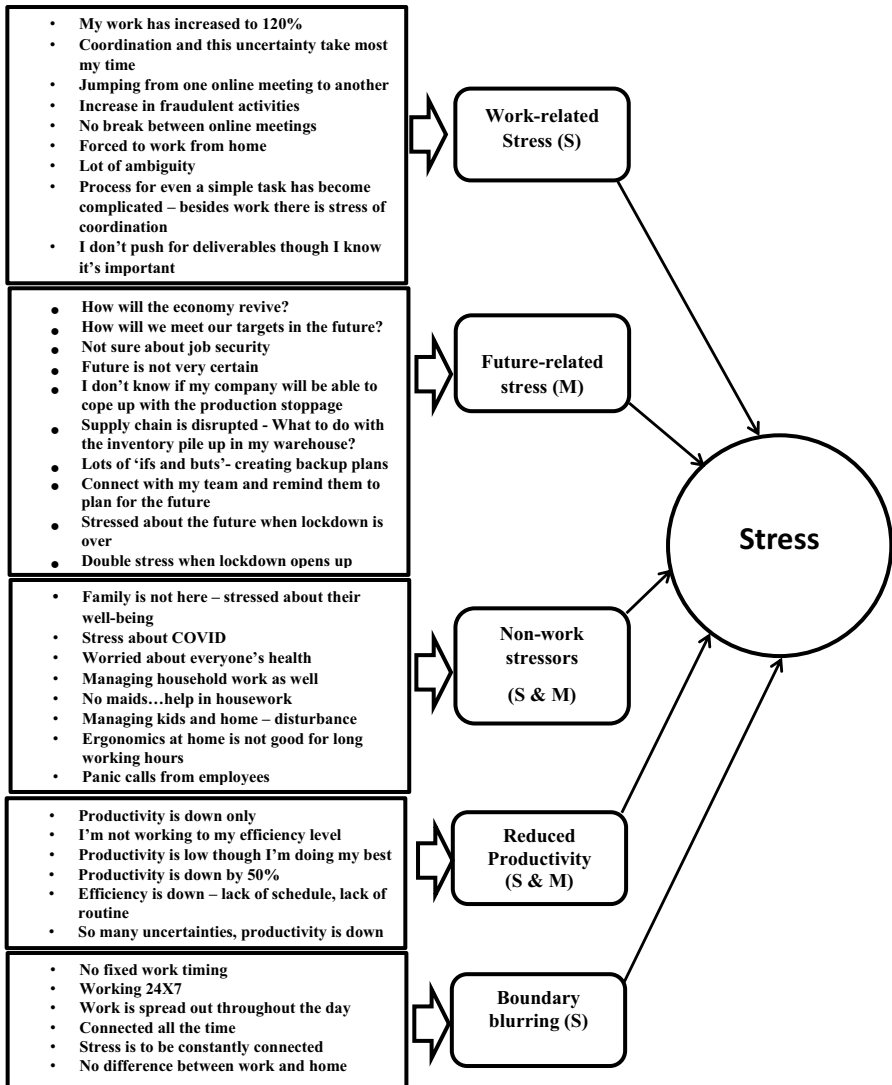 • My work has increased to 120%
• Coordination and this uncertainty take most
my time
• Jumping from one online meeting to another
• Increase in fraudulent activities
• No break between online meetings
• Forced to work from home
• Lot of ambiguity
• Process for even a simple task has become
complicated – besides work there is stress of
coordination
• I don’t push for deliverables though I know
it’s important
Work-related
Stress (S)
• How will the economy revive?
• How will we meet our targets in the future?
• Not sure about job security
• Future is not very certain
• I don’t know if my company will be able to
cope up with the production stoppage
• Supply chain is disrupted - What to do with
the inventory pile up in my warehouse?
• Lots of ‘ifs and buts’- creating backup plans
• Connect with my team and remind them to
plan for the future
• Stressed about the future when lockdown is
over
• Double stress when lockdown opens up
Future-related
stress (M)
• Family is not here – stressed about their
well-being
• Stress about COVID
• Worried about everyone’s health
• Managing household work as well
• No maids…help in housework
• Managing kids and home – disturbance
• Ergonomics at home is not good for long
working hours
• Panic calls from employees
Non-work
stressors
(S & M)
• Productivity is down only
• I’m not working to my efficiency level
• Productivity is low though I’m doing my best
• Productivity is down by 50%
• Efficiency is down – lack of schedule, lack of
routine
• So many uncertainties, productivity is down
Reduced
Productivity
(S & M)
• No fixed work timing
• Working 24X7
• Work is spread out throughout the day
• Connected all the time
• Stress is to be constantly connected
• No difference between work and home
Boundary
blurring (S)
Stress